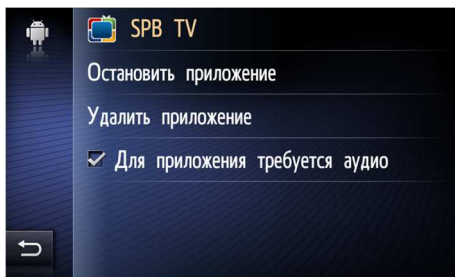 SPB TV
Остановить приложение
Удалить приложение
Для приложения требуется аудио